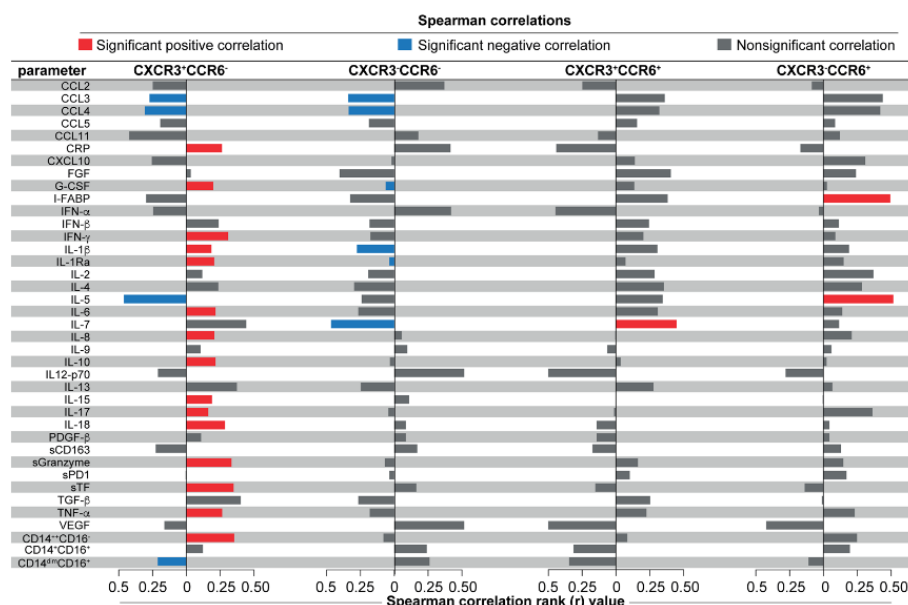 Spearman correlations
Significant positive correlation Significant negative correlation Nonsignificant correlation
parameter CXCR3⁺CCR6⁻ CXCR3⁻CCR6⁻ CXCR3⁺CCR6⁺ CXCR3⁻CCR6⁺
CCL2
CCL3
CCL4
CCL5
CCL11
CRP
CXCL10
FGF
G-CSF
I-FABP
IFN-α
IFN-β
IFN-γ
IL-1β
IL-1Ra
IL-2
IL-4
IL-5
IL-6
IL-7
IL-8
IL-9
IL-10
IL12-p70
IL-13
IL-15
IL-17
IL-18
PDGF-β
sCD163
sGranzyme
sPD1
sTF
TGF-β
TNF-α
VEGF
CD14⁺⁺CD16⁻
CD14⁺CD16⁺
CD14ᵈⁱᵐCD16⁺
0.5 0.25 0 0.25 0.50 0.5 0.25 0 0.25 0.50 0.5 0.25 0 0.25 0.50 0.5 0.25 0 0.25 0.50
Spearman correlation rank (r) value